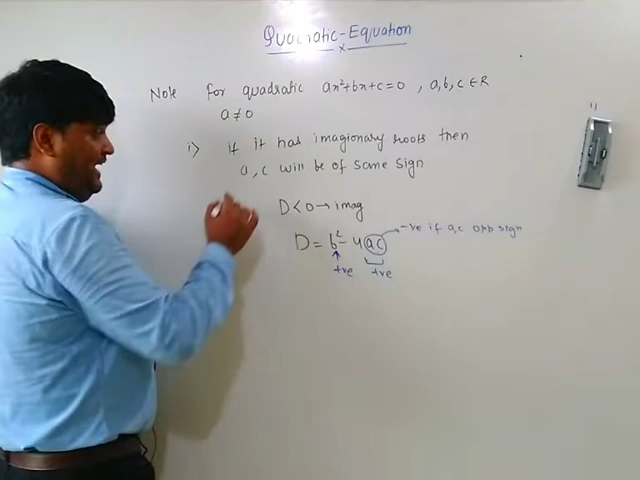 Quadratic-Equation
x
Note for quadratic ax²+bx+c=0 , a,b,c ∈ R
a≠0
i> if it has imagionary roots then
a,c will be of same sign
D<0→imag
D = b²-4ac → -ve if a,c opp sign
+ve +ve